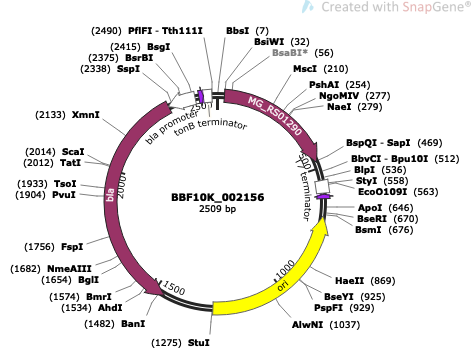 Created with SnapGene®
(2490) PflFI - Tth111I
BbsI (7)
(2415) BsgI
BsiWI (32)
(2375) BsrBI
BsaBI* (56)
(2338) SspI
MscI (210)
PshAI (254)
NgoMIV (277)
NaeI (279)
(2133) XmnI
250
bla promoter
tonB terminator
MG_RS01290
BspQI - SapI (469)
(2014) ScaI
BbvCI - Bpu10I (512)
(2012) TatI
500
BlpI (536)
StyI (558)
(1933) TsoI
EcoO109I (563)
T7 terminator
(1904) PvuI
bla
2000
BBF10K_002156
2509 bp
ApoI (646)
BseRI (670)
BsmI (676)
(1756) FspI
(1682) NmeAIII
1000
(1654) BglI
HaeII (869)
1500
ori
BseYI (925)
(1574) BmrI
PspFI (929)
(1534) AhdI
AlwNI (1037)
(1482) BanI
(1275) StuI